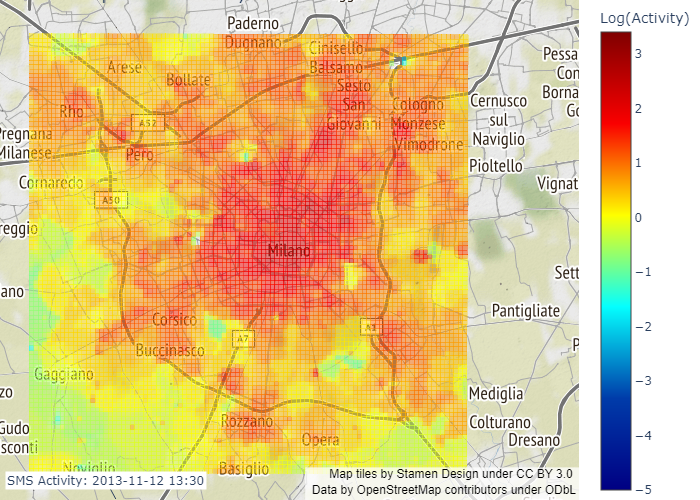 Log(Activity)
Paderno
Dugnano
Cinisello
Balsamo
Arese
Bollate
Sesto
San
Giovanni
Rho
Cologno
Monzese
Vimodrone
Cernusco
sul
Naviglio
Pessa
Con
Borna
Go
A52
Pregnana
Milanese
Pero
Pioltello
Cornaredo
A50
Vignat
reggio
Milano
Sett
ano
Corsico
A7
A1
Pantigliate
Buccinasco
P
Gaggiano
zo
Mediglia
Rozzano
Colturano
Gudo
sconti
Opera
Dresano
Noviglio
Basiglio
3
2
1
0
−1
−2
−3
−4
−5
SMS Activity: 2013-11-12 13:30
Map tiles by Stamen Design under CC BY 3.0
Data by OpenStreetMap contributors under ODbL